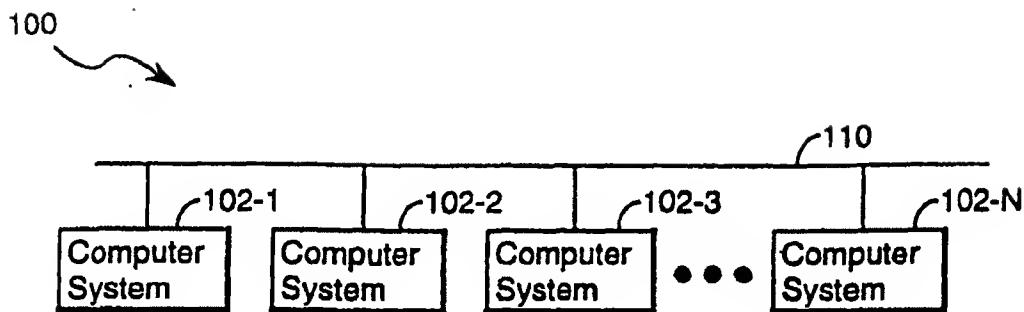 100
110
102-1
102-2
102-3
102-N
Computer
System
Computer
System
Computer
System
Computer
System